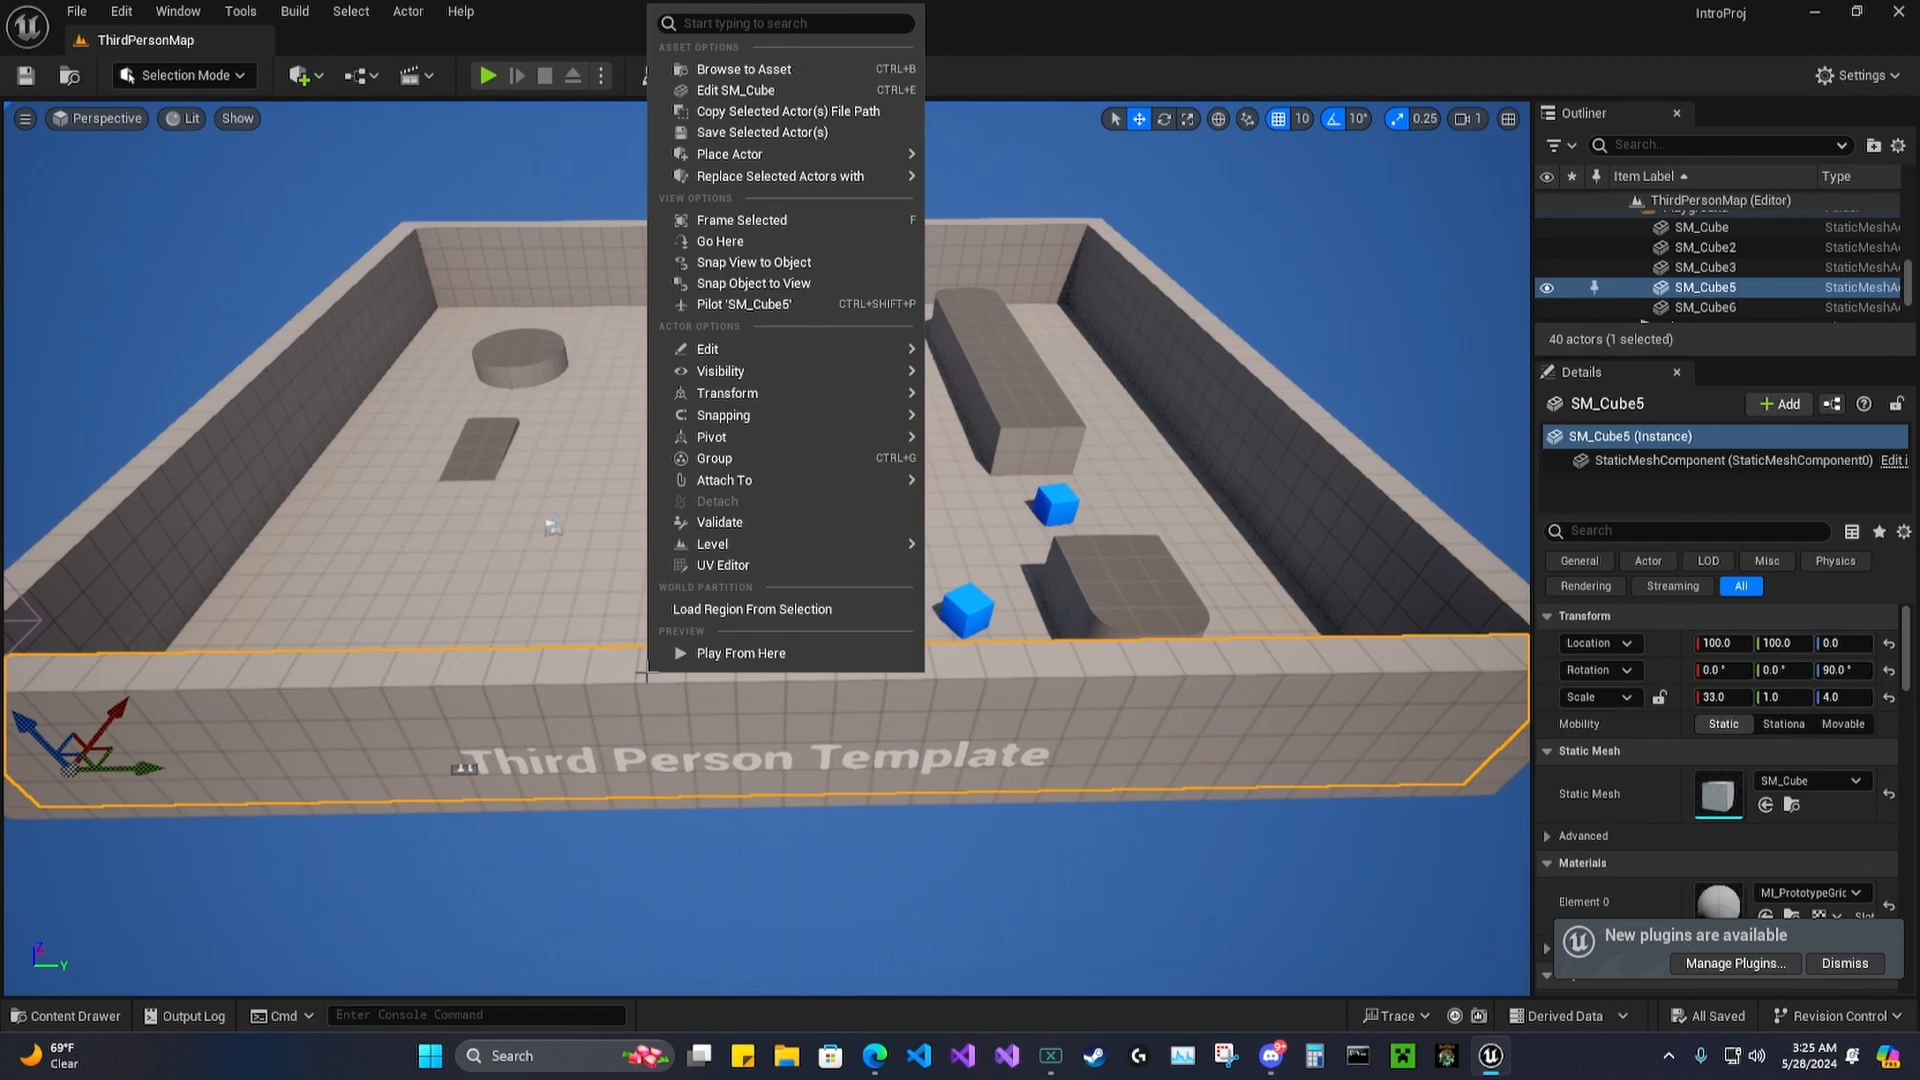 File Edit Window Tools Build Select Actor Help
IntroProj
ThirdPersonMap
Selection Mode
Settings
Perspective
Lit
Show
10
10°
0.25
1
Start typing to search
ASSET OPTIONS
Browse to Asset CTRL+B
Edit SM_Cube CTRL+E
Copy Selected Actor(s) File Path
Save Selected Actor(s)
Place Actor
Replace Selected Actors with
VIEW OPTIONS
Frame Selected F
Go Here
Snap View to Object
Snap Object to View
Pilot 'SM_Cube5' CTRL+SHIFT+P
ACTOR OPTIONS
Edit
Visibility
Transform
Snapping
Pivot
Group CTRL+G
Attach To
Detach
Validate
Level
UV Editor
WORLD PARTITION
Load Region From Selection
PREVIEW
Play From Here
Third Person Template
Z
Y
Outliner
Search...
Item Label Type
ThirdPersonMap (Editor)
SM_Cube StaticMeshA
SM_Cube2 StaticMeshA
SM_Cube3 StaticMeshA
SM_Cube5 StaticMeshA
SM_Cube6 StaticMeshA
40 actors (1 selected)
Details
SM_Cube5
Add
SM_Cube5 (Instance)
StaticMeshComponent (StaticMeshComponent0) Edit i
Search
General Actor LOD Misc Physics
Rendering Streaming All
Transform
Location 100.0 100.0 0.0
Rotation 0.0° 0.0° 90.0°
Scale 33.0 1.0 4.0
Mobility Static Stationa Movable
Static Mesh
Static Mesh SM_Cube
Advanced
Materials
Element 0 MI_PrototypeGric
New plugins are available
Manage Plugins... Dismiss
Content Drawer Output Log Cmd Enter Console Command
Trace Derived Data All Saved Revision Control
69°F
Clear
Search
9+
3:25 AM
5/28/2024